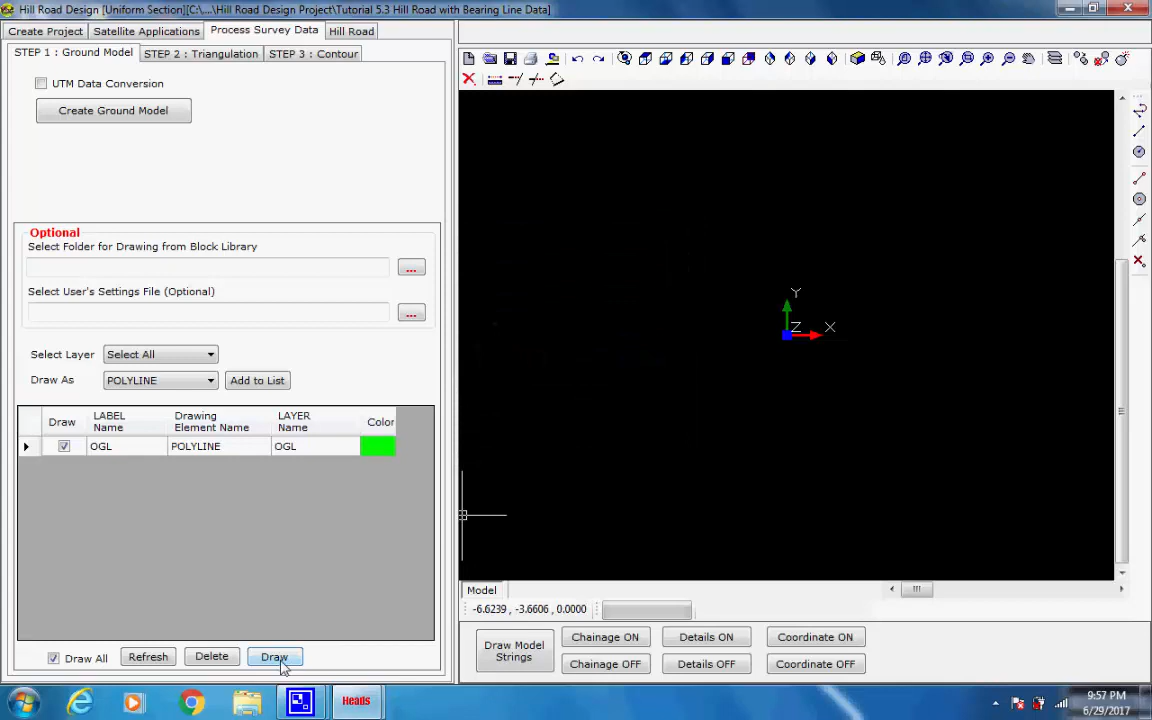 Hill Road Design [Uniform Section][C:\....\Hill Road Design Project\Tutorial 5.3 Hill Road with Bearing Line Data]
Create Project
Satellite Applications
Process Survey Data
Hill Road
STEP 1 : Ground Model
STEP 2 : Triangulation
STEP 3 : Contour
UTM Data Conversion
Create Ground Model
Optional
Select Folder for Drawing from Block Library
...
Select User's Settings File (Optional)
...
Select Layer
Select All
Draw As
POLYLINE
Add to List
Draw
LABEL Name
Drawing Element Name
LAYER Name
Color
OGL
POLYLINE
OGL
Draw All
Refresh
Delete
Draw
Y
Z
X
Model
-6.6239 , -3.6606 , 0.0000
Draw Model Strings
Chainage ON
Details ON
Coordinate ON
Chainage OFF
Details OFF
Coordinate OFF
Heads
9:57 PM
6/29/2017